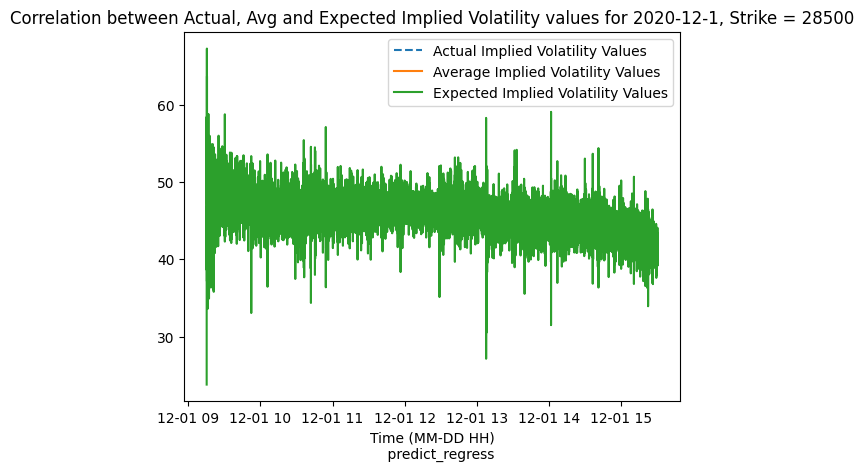 Correlation between Actual, Avg and Expected Implied Volatility values for 2020-12-1, Strike = 28500
Actual Implied Volatility Values
Average Implied Volatility Values
Expected Implied Volatility Values
60
50
40
30
12-01 09 12-01 10 12-01 11 12-01 12 12-01 13 12-01 14 12-01 15
Time (MM-DD HH)
predict_regress